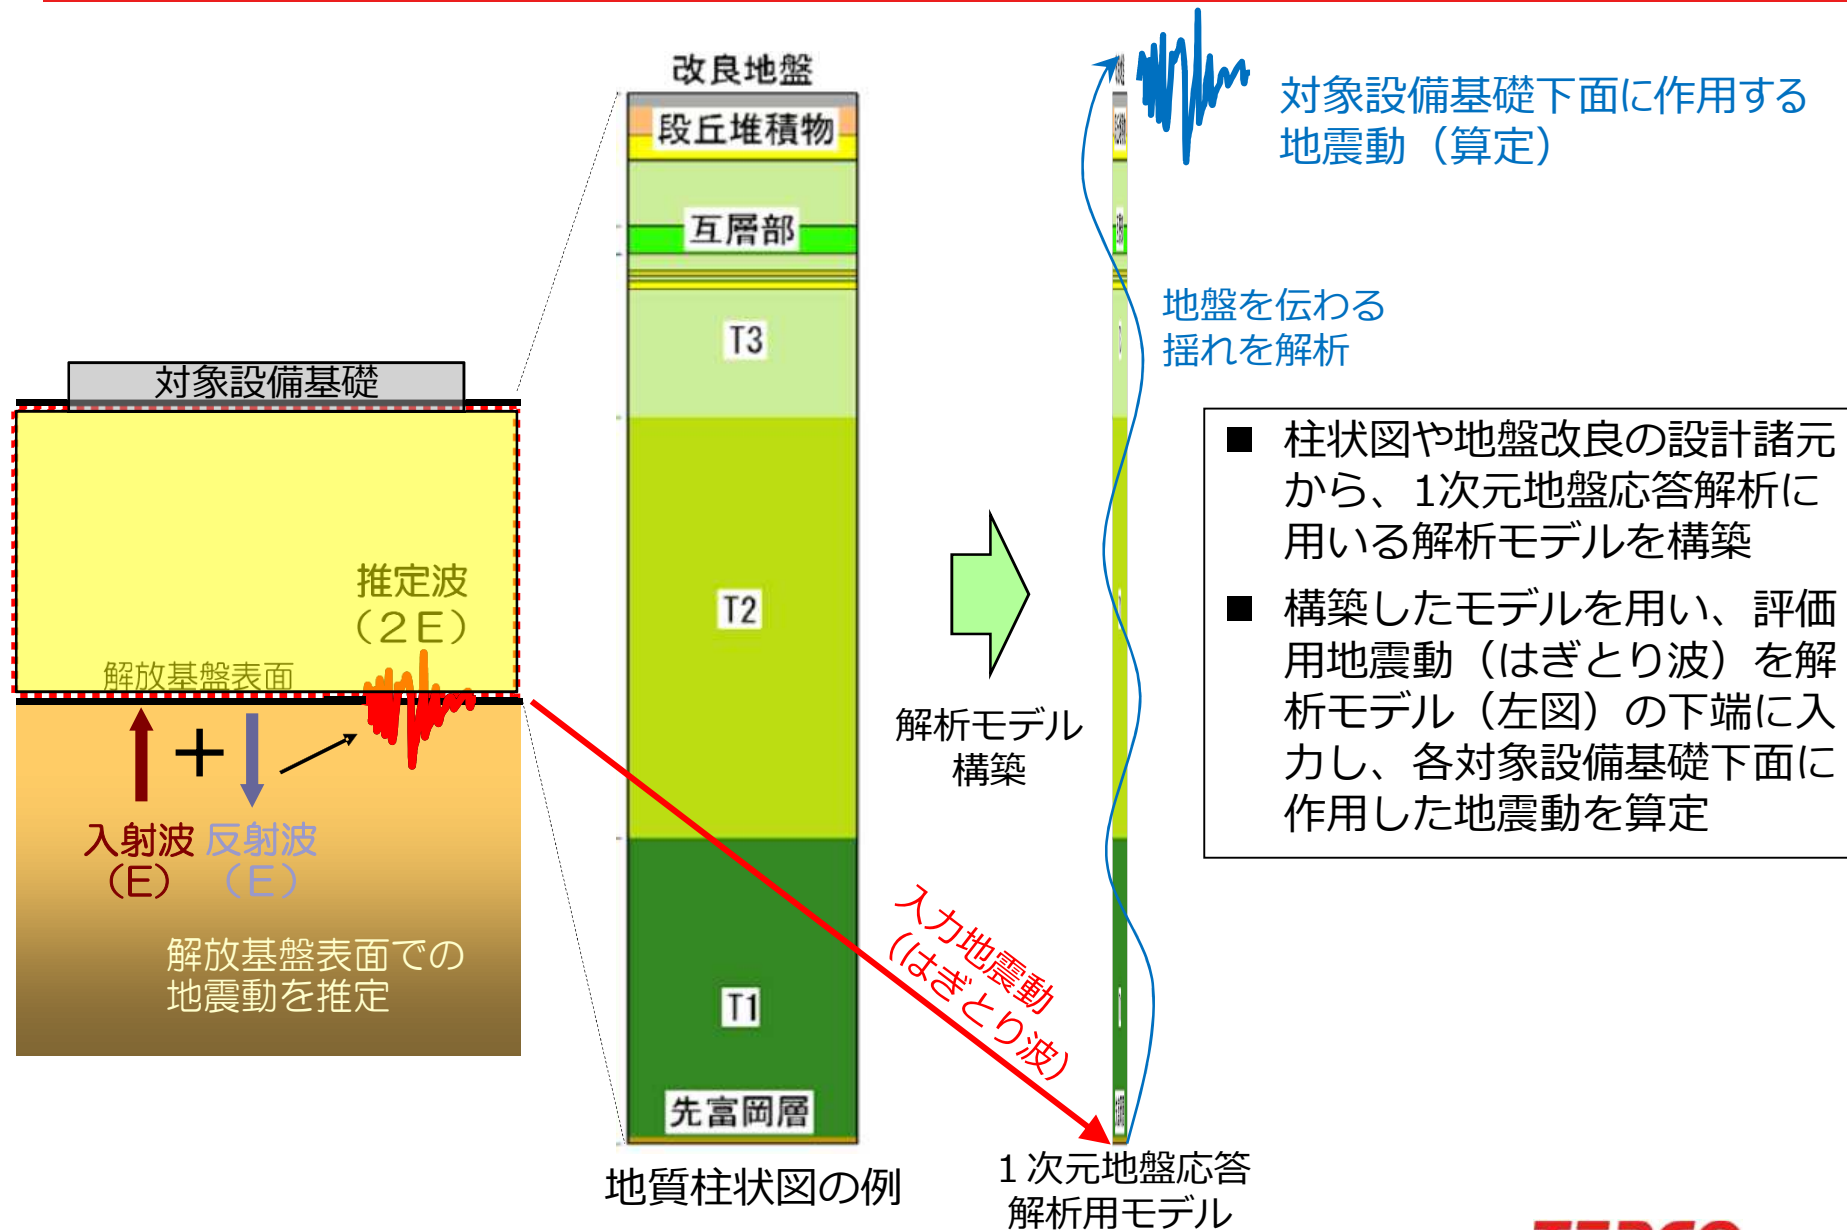 改良地盤
段丘堆積物
互層部
T3
T2
T1
先富岡層
地質柱状図の例
対象設備基礎
推定波
（２Ｅ）
解放基盤表面
＋
入射波
（E）
反射波
（E）
解放基盤表面での
地震動を推定
解析モデル
構築
入力地震動
（はぎとり波）
対象設備基礎下面に作用する
地震動（算定）
地盤を伝わる
揺れを解析
１次元地盤応答
解析用モデル
■ 柱状図や地盤改良の設計諸元
から、1次元地盤応答解析に
用いる解析モデルを構築
■ 構築したモデルを用い、評価
用地震動（はぎとり波）を解
析モデル（左図）の下端に入
力し、各対象設備基礎下面に
作用した地震動を算定
TEPCO